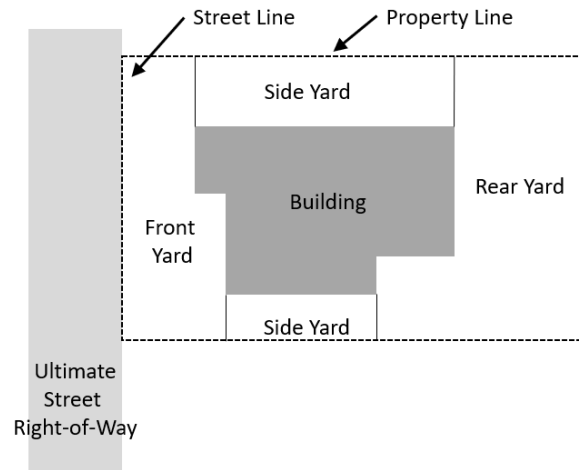 Street Line
Property Line
Side Yard
Building
Rear Yard
Front
Yard
Side Yard
Ultimate
Street
Right-of-Way